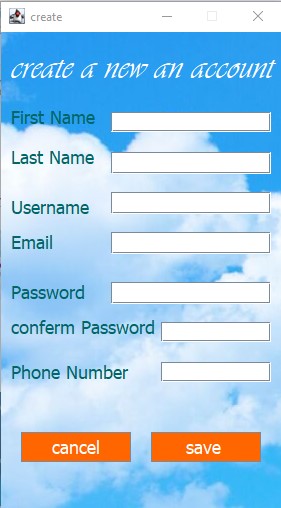 create
create a new an account
First Name
Last Name
Username
Email
Password
conferm Password
Phone Number
cancel save